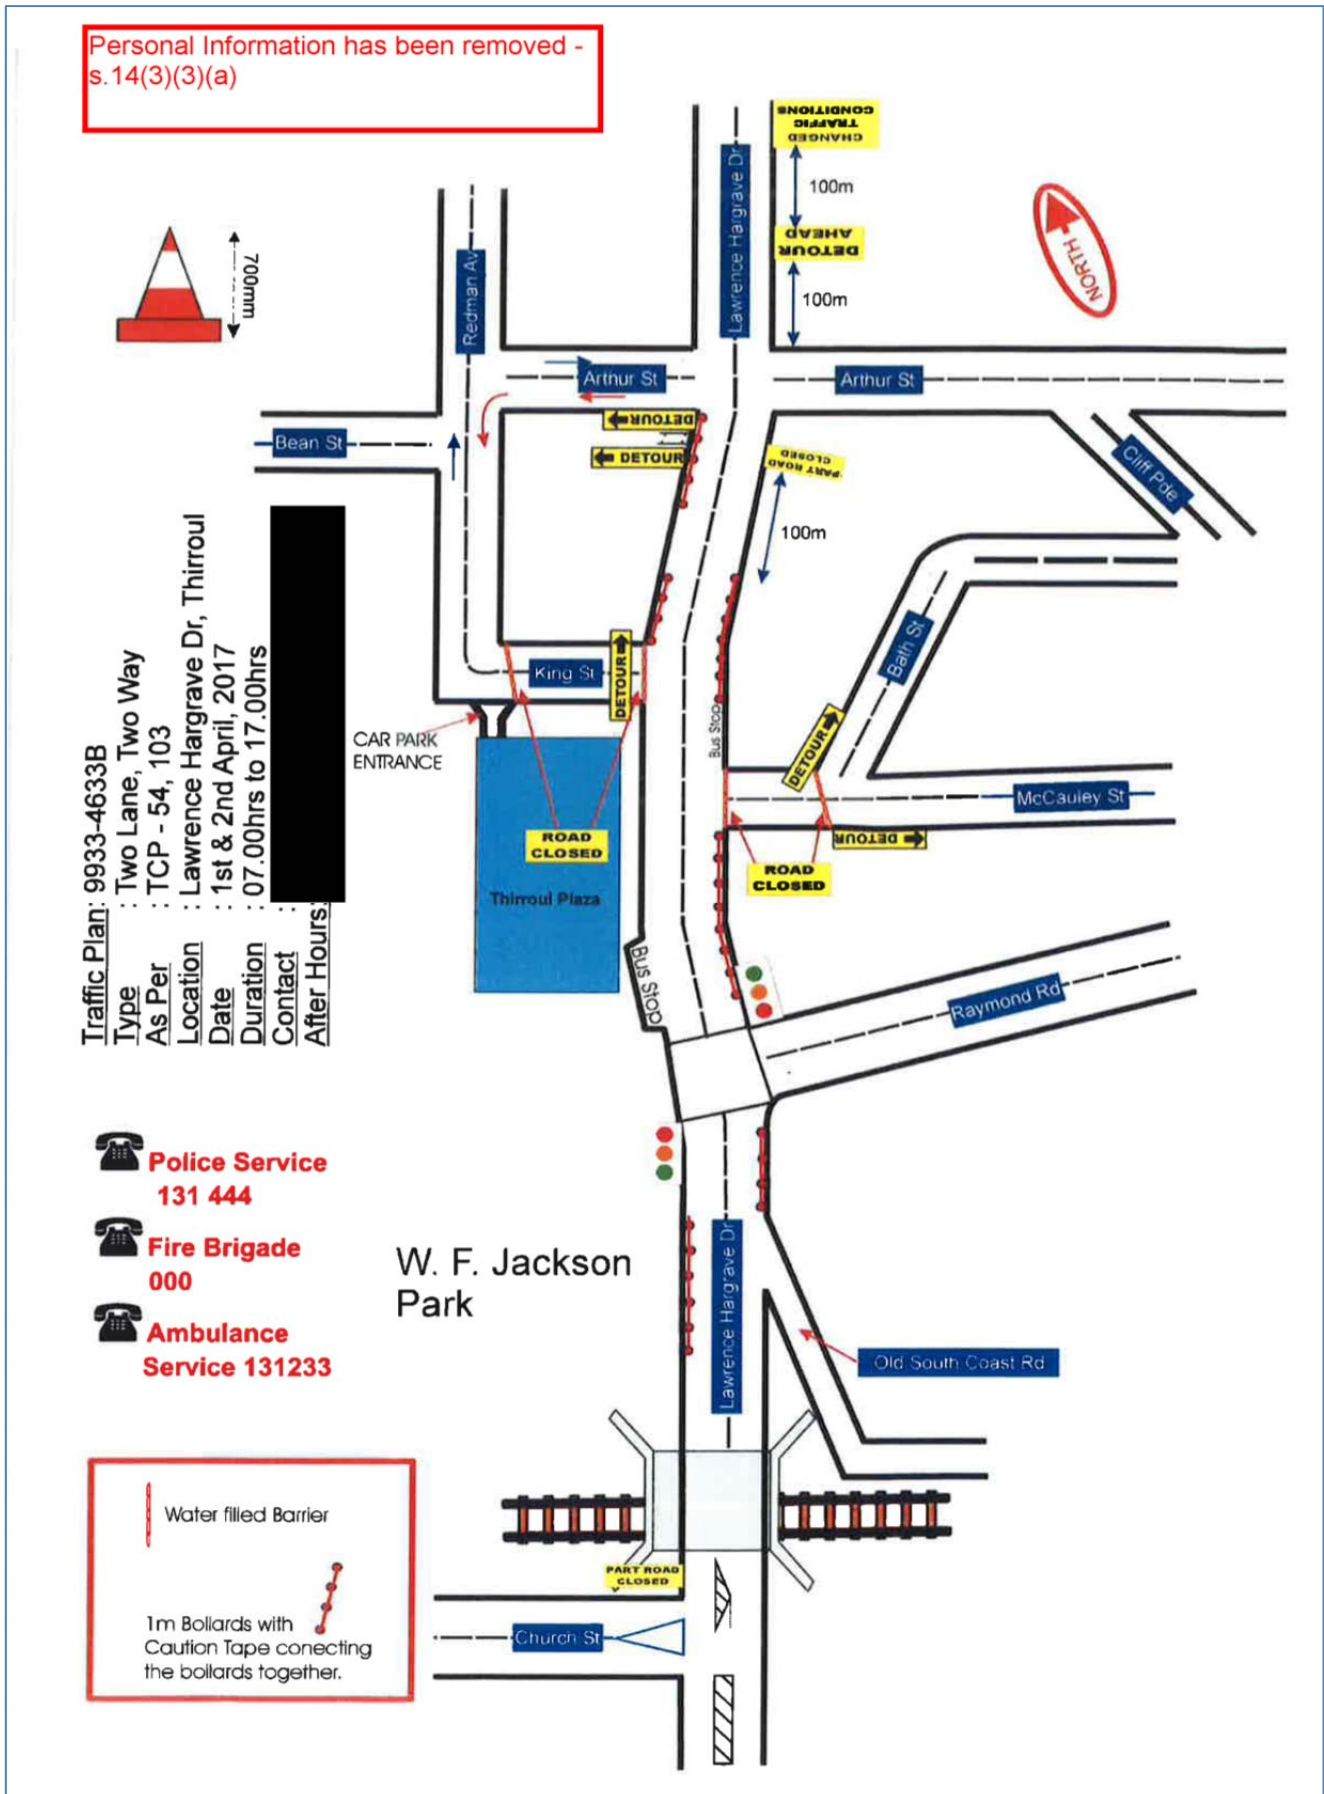 Personal Information has been removed -
s.14(3)(3)(a)
CHANGED
TRAFFIC
CONDITIONS
100m
DETOUR
AHEAD
100m
NORTH
700mm
Redman Av
Lawrence Hargrave Dr
Arthur St
Arthur St
Bean St
DETOUR
DETOUR
PART ROAD
CLOSED
Cliff Pde
100m
King St
DETOUR
Bath St
Bus Stop
DETOUR
CAR PARK
ENTRANCE
McCauley St
ROAD
CLOSED
DETOUR
ROAD
CLOSED
Thirroul Plaza
Bus Stop
Raymond Rd
Traffic Plan: 9933-4633B
Type : Two Lane, Two Way
As Per : TCP - 54, 103
Location : Lawrence Hargrave Dr, Thirroul
Date : 1st & 2nd April, 2017
Duration : 07.00hrs to 17.00hrs
Contact :
After Hours:
Police Service
131 444
Fire Brigade
000
Ambulance
Service 131233
W. F. Jackson
Park
Lawrence Hargrave Dr
Old South Coast Rd
PART ROAD
CLOSED
Church St
Water filled Barrier
1m Bollards with
Caution Tape conecting
the bollards together.